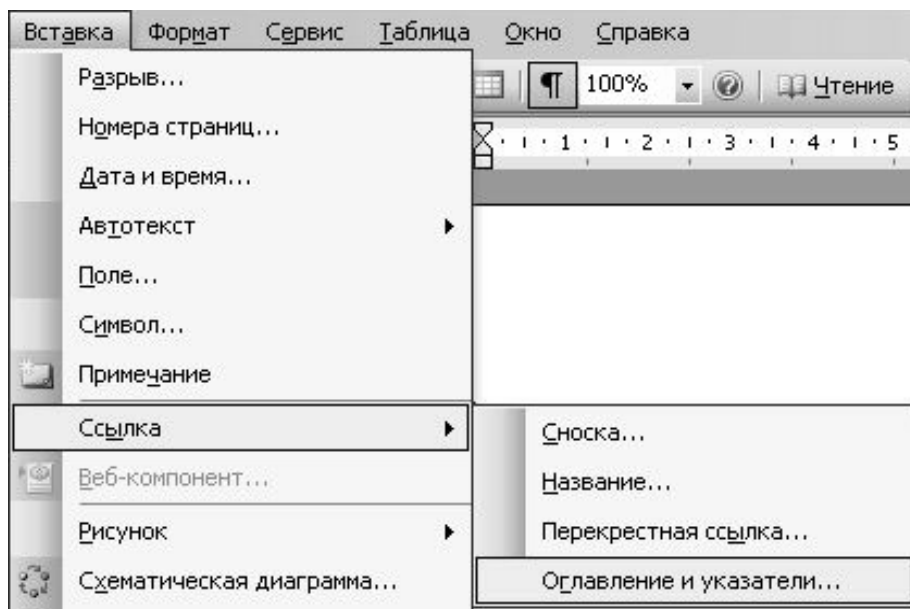 Вставка Формат Сервис Таблица Окно Справка
Разрыв...
¶ 100% Чтение
Номера страниц...
1 2 3 4 5
Дата и время...
Автотекст
Поле...
Символ...
Примечание
Ссылка
Сноска...
Веб-компонент...
Название...
Рисунок
Перекрестная ссылка...
Схематическая диаграмма...
Оглавление и указатели...